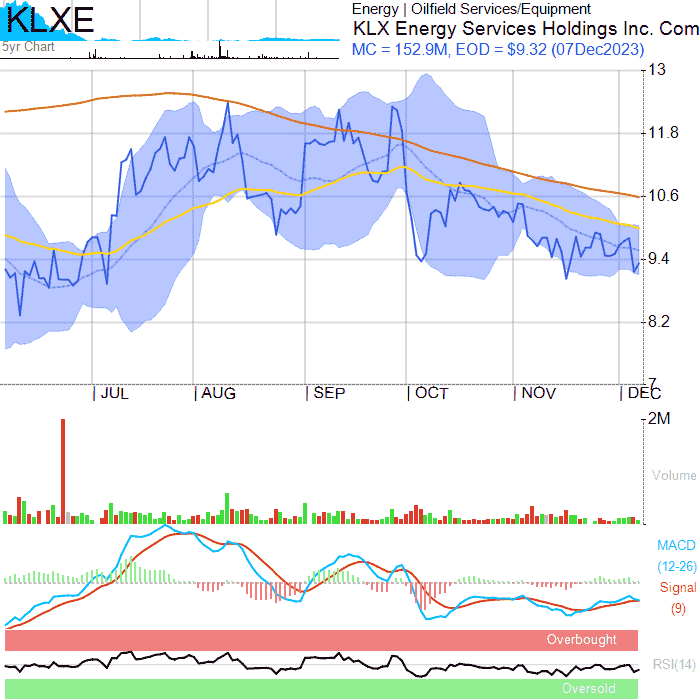 KLXE
5yr Chart
Energy | Oilfield Services/Equipment
KLX Energy Services Holdings Inc. Com
MC = 152.9M, EOD = $9.32 (07Dec2023)
13
11.8
10.6
9.4
8.2
7
JUL AUG SEP OCT NOV DEC
2M
Volume
MACD
(12-26)
Signal
(9)
Overbought
RSI(14)
Oversold